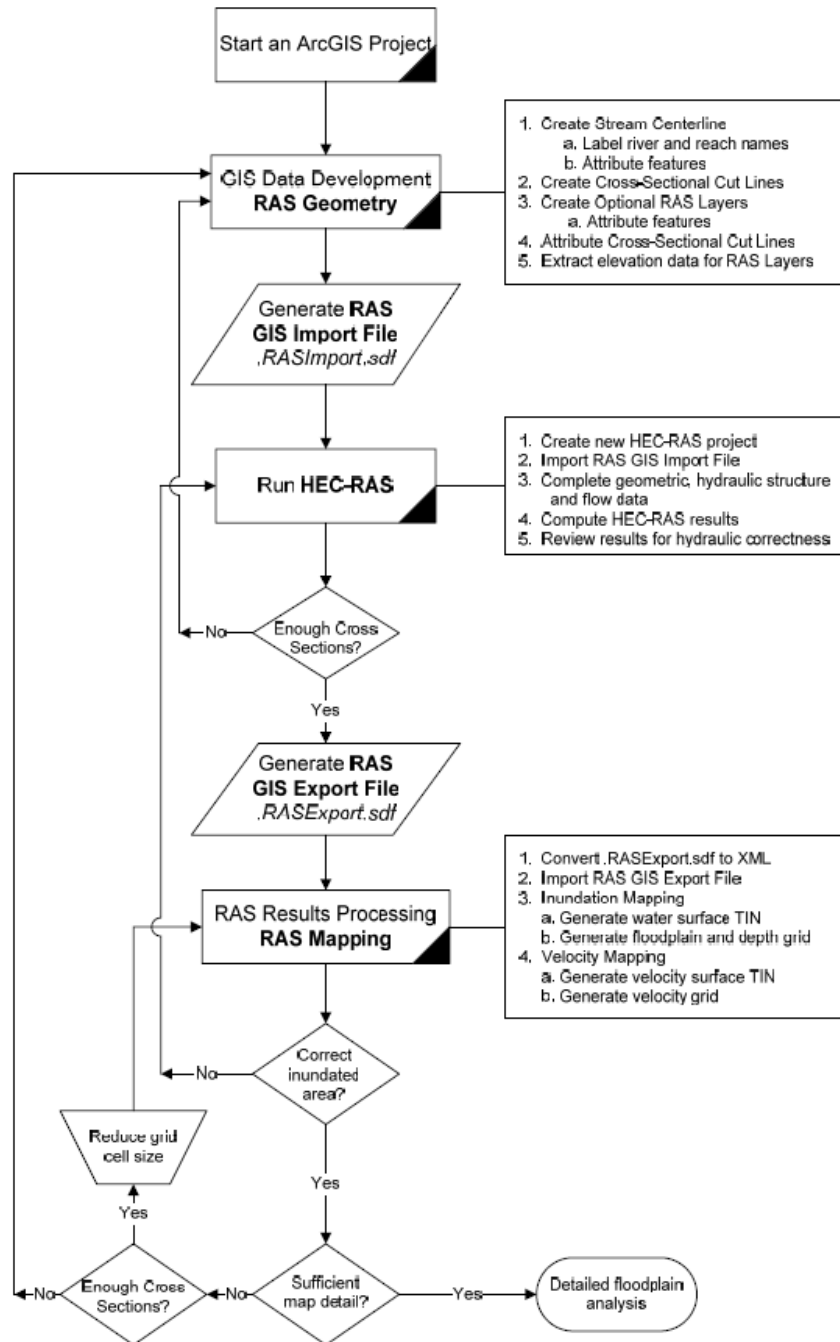 Start an ArcGIS Project
GIS Data Development
RAS Geometry
1. Create Stream Centerline
a. Label river and reach names
b. Attribute features
2. Create Cross-Sectional Cut Lines
3. Create Optional RAS Layers
a. Attribute features
4. Attribute Cross-Sectional Cut Lines
5. Extract elevation data for RAS Layers
Generate RAS
GIS Import File
.RASImport.sdf
Run HEC-RAS
1. Create new HEC-RAS project
2. Import RAS GIS Import File
3. Complete geometric, hydraulic structure
and flow data
4. Compute HEC-RAS results
5. Review results for hydraulic correctness
No
Enough Cross
Sections?
Yes
Generate RAS
GIS Export File
.RASExport.sdf
RAS Results Processing
RAS Mapping
1. Convert .RASExport.sdf to XML
2. Import RAS GIS Export File
3. Inundation Mapping
a. Generate water surface TIN
b. Generate floodplain and depth grid
4. Velocity Mapping
a. Generate velocity surface TIN
b. Generate velocity grid
No
Correct
inundated
area?
Reduce grid
cell size
Yes
Yes
No
Enough Cross
Sections?
No
Sufficient
map detail?
Yes
Detailed floodplain
analysis